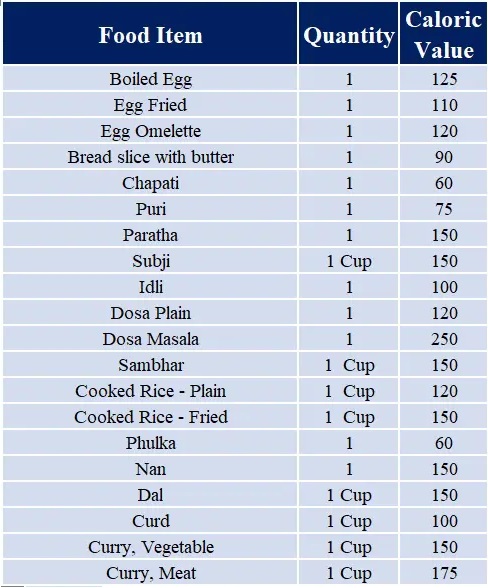 Food Item Quantity Caloric Value
Boiled Egg 1 125
Egg Fried 1 110
Egg Omelette 1 120
Bread slice with butter 1 90
Chapati 1 60
Puri 1 75
Paratha 1 150
Subji 1 Cup 150
Idli 1 100
Dosa Plain 1 120
Dosa Masala 1 250
Sambhar 1 Cup 150
Cooked Rice - Plain 1 Cup 120
Cooked Rice - Fried 1 Cup 150
Phulka 1 60
Nan 1 150
Dal 1 Cup 150
Curd 1 Cup 100
Curry, Vegetable 1 Cup 150
Curry, Meat 1 Cup 175